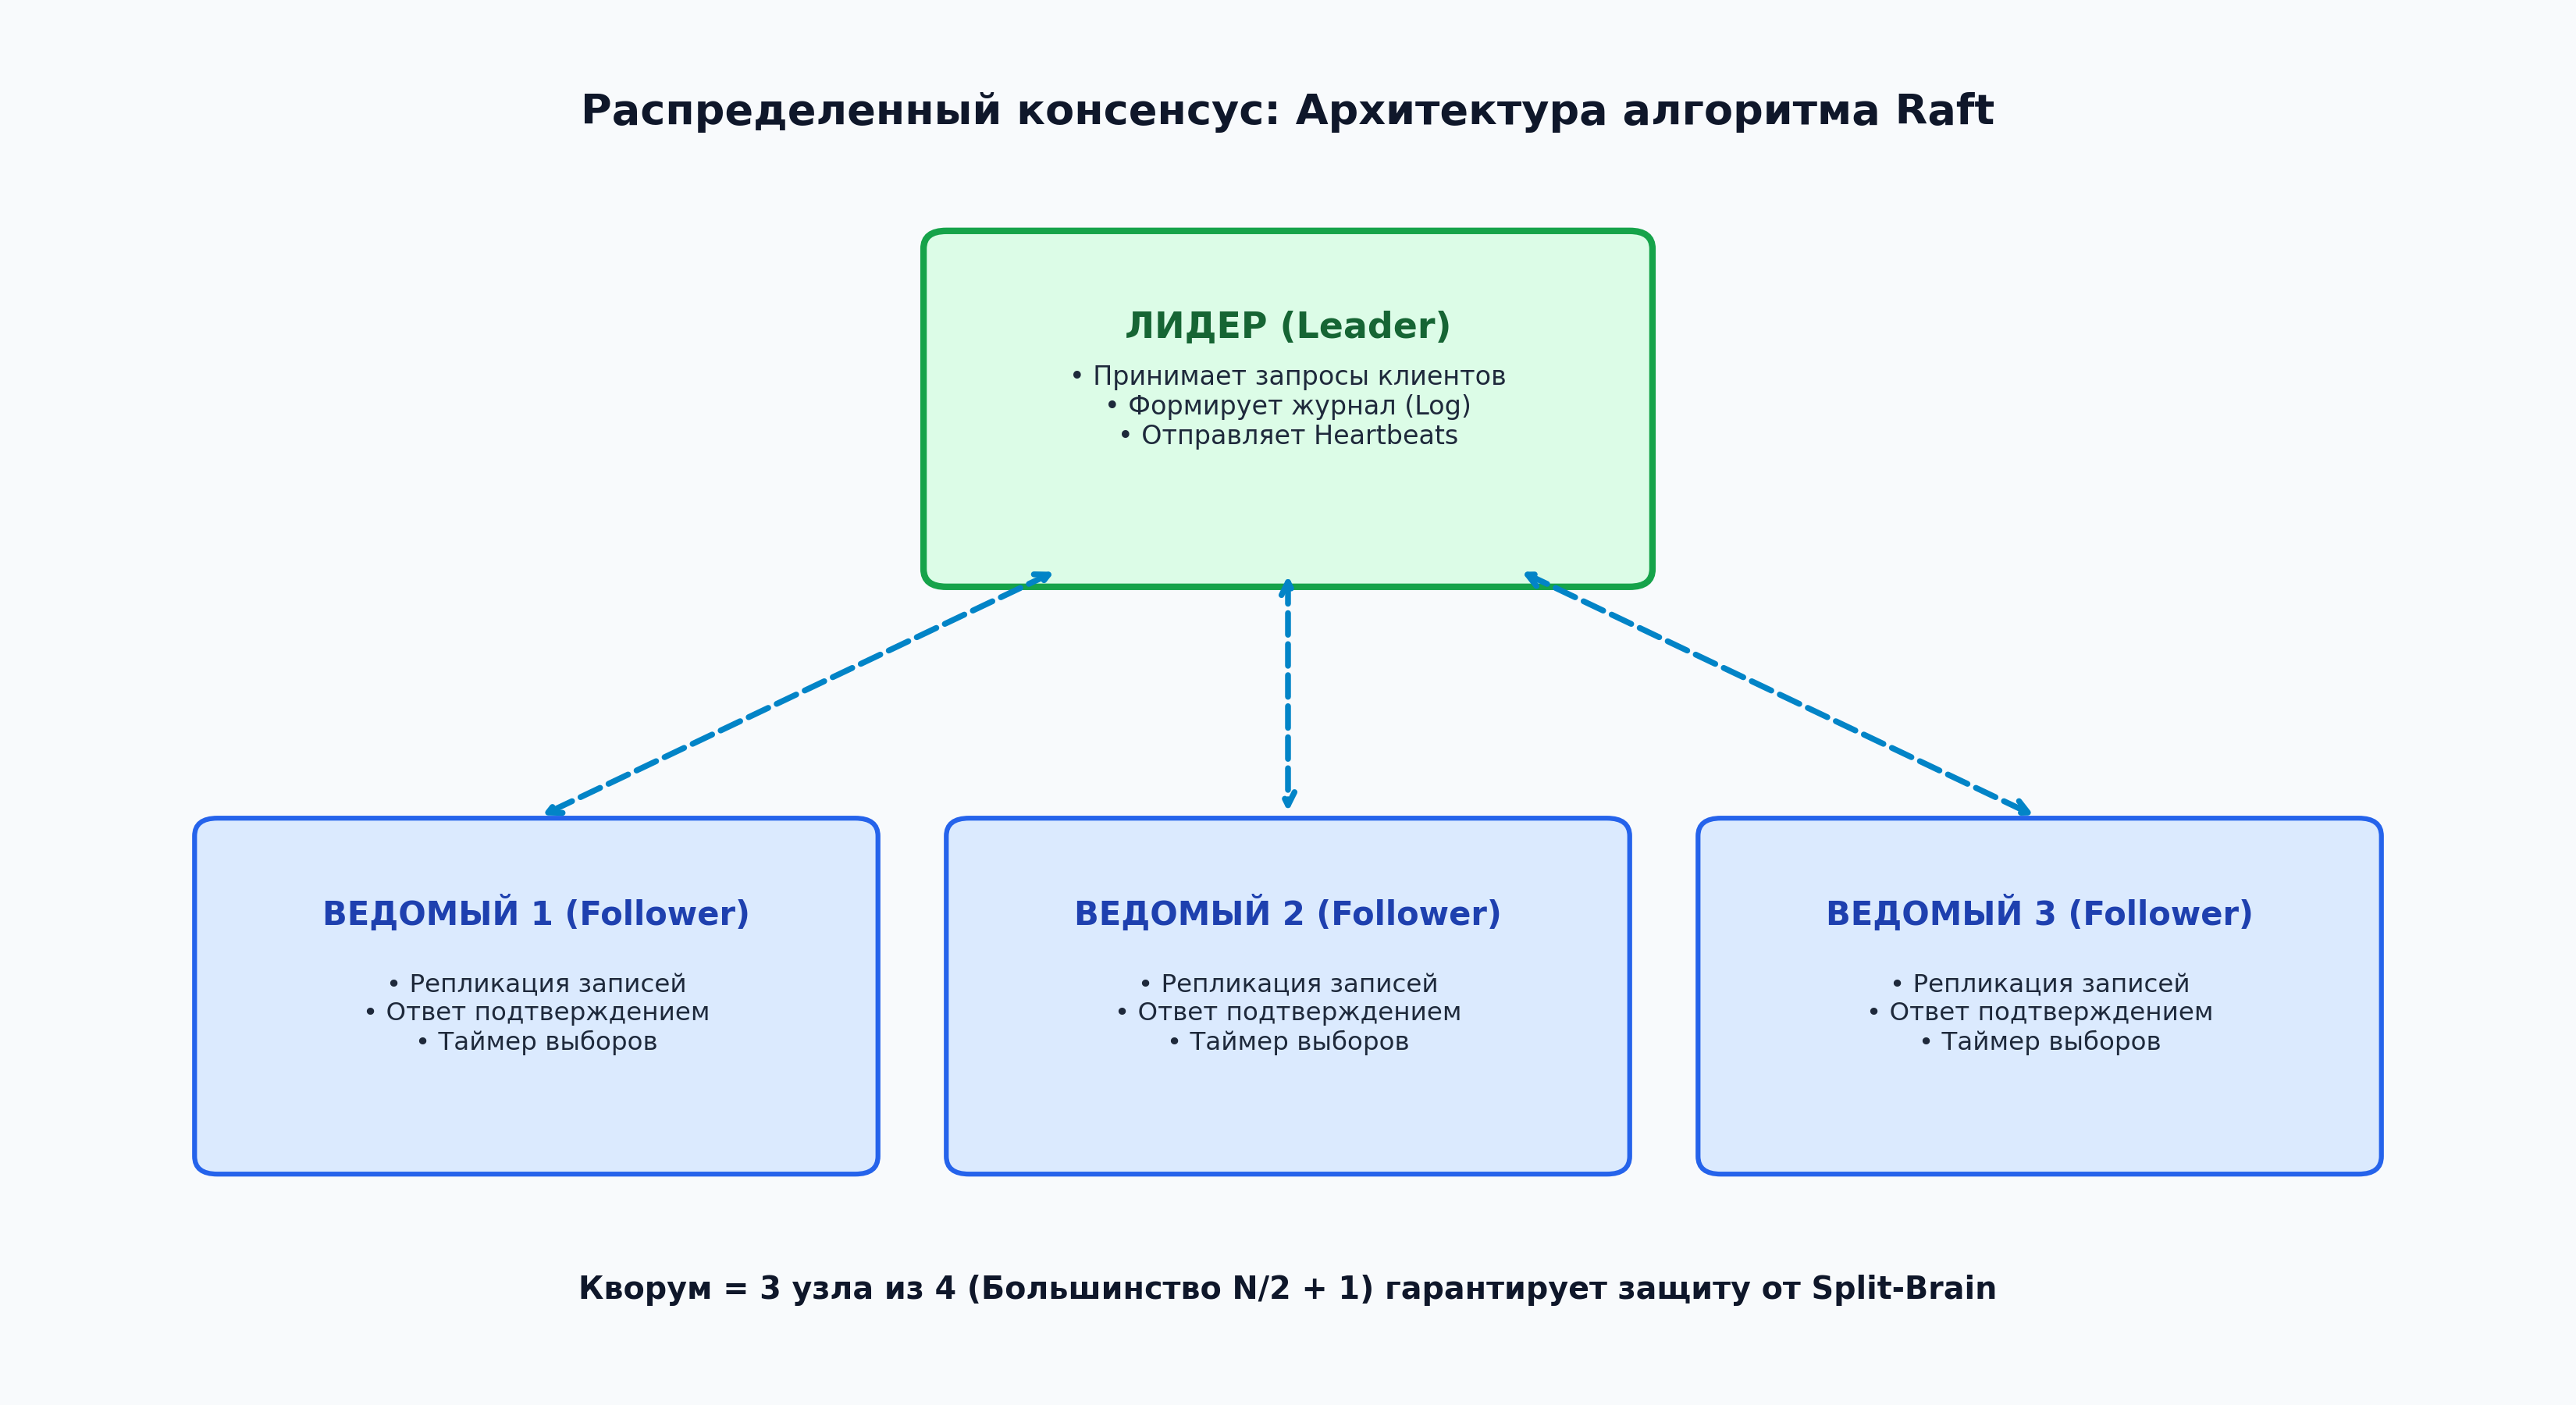 Распределенный консенсус: Архитектура алгоритма Raft
ЛИДЕР (Leader)
• Принимает запросы клиентов
• Формирует журнал (Log)
• Отправляет Heartbeats
ВЕДОМЫЙ 1 (Follower)
• Репликация записей
• Ответ подтверждением
• Таймер выборов
ВЕДОМЫЙ 2 (Follower)
• Репликация записей
• Ответ подтверждением
• Таймер выборов
ВЕДОМЫЙ 3 (Follower)
• Репликация записей
• Ответ подтверждением
• Таймер выборов
Кворум = 3 узла из 4 (Большинство N/2 + 1) гарантирует защиту от Split-Brain